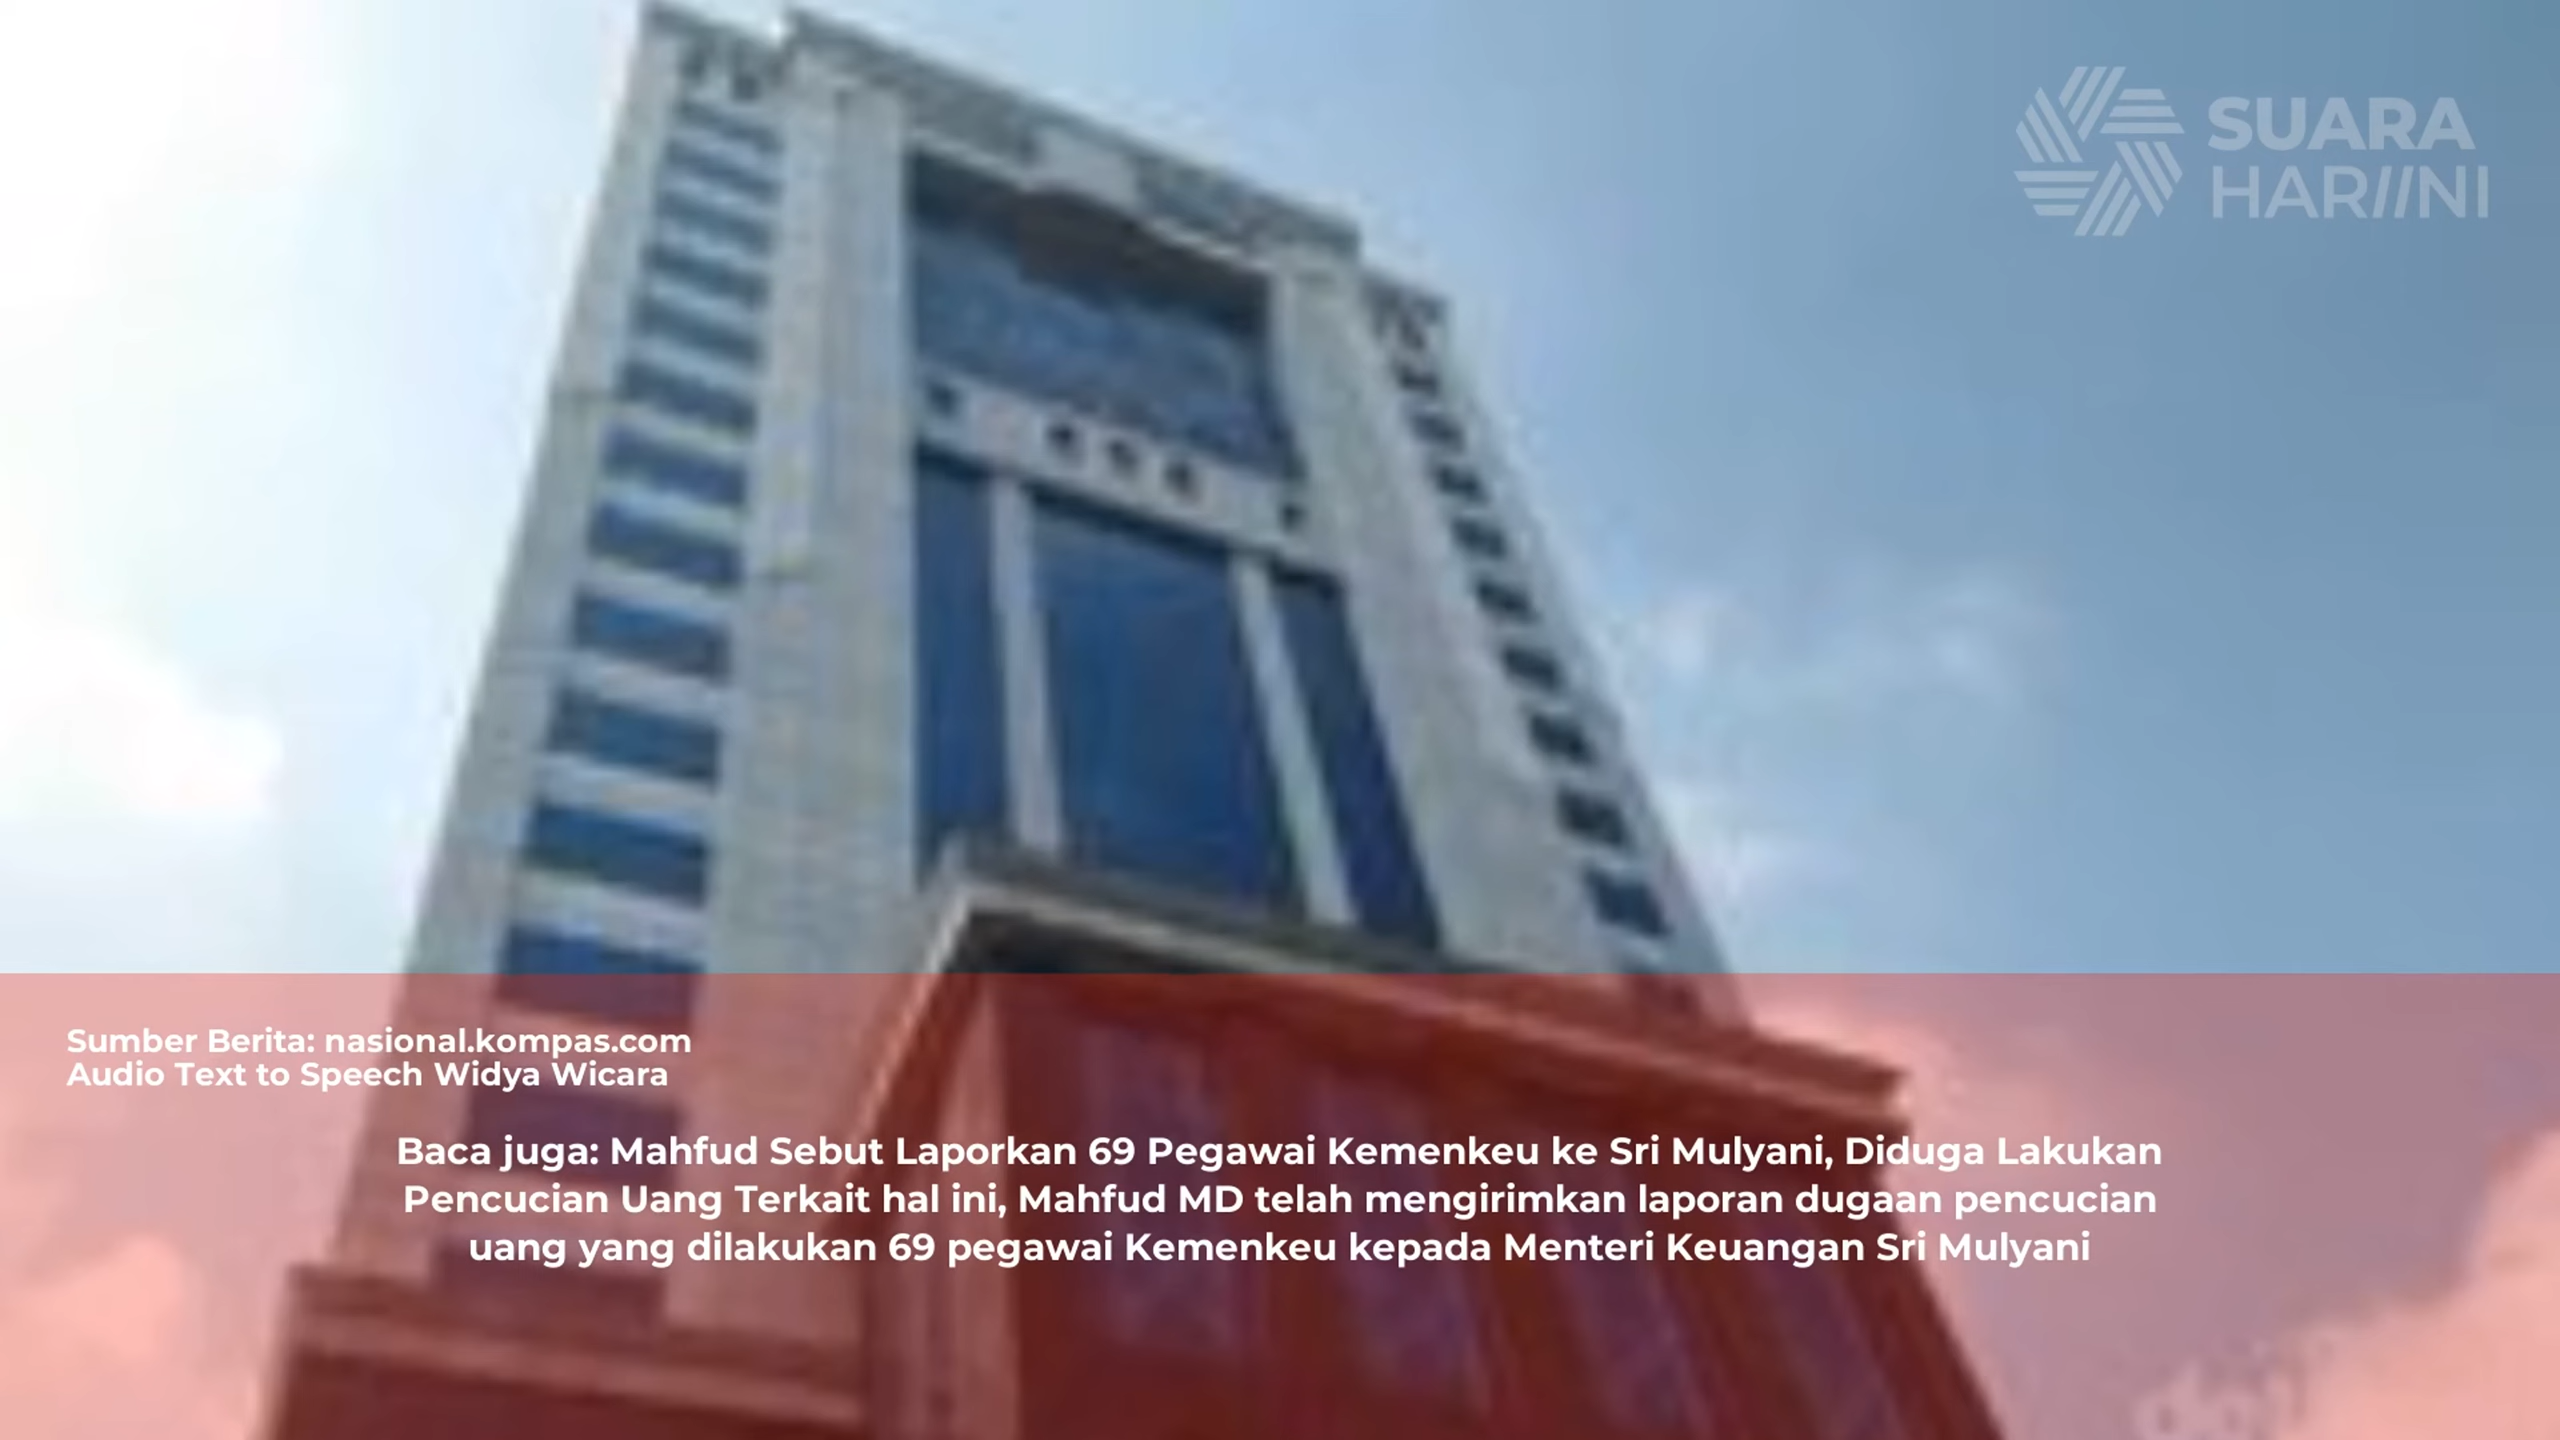 SUARA
HARIINI
Sumber Berita: nasional.kompas.com
Audio Text to Speech Widya Wicara
Baca juga: Mahfud Sebut Laporkan 69 Pegawai Kemenkeu ke Sri Mulyani, Diduga Lakukan
Pencucian Uang Terkait hal ini, Mahfud MD telah mengirimkan laporan dugaan pencucian
uang yang dilakukan 69 pegawai Kemenkeu kepada Menteri Keuangan Sri Mulyani